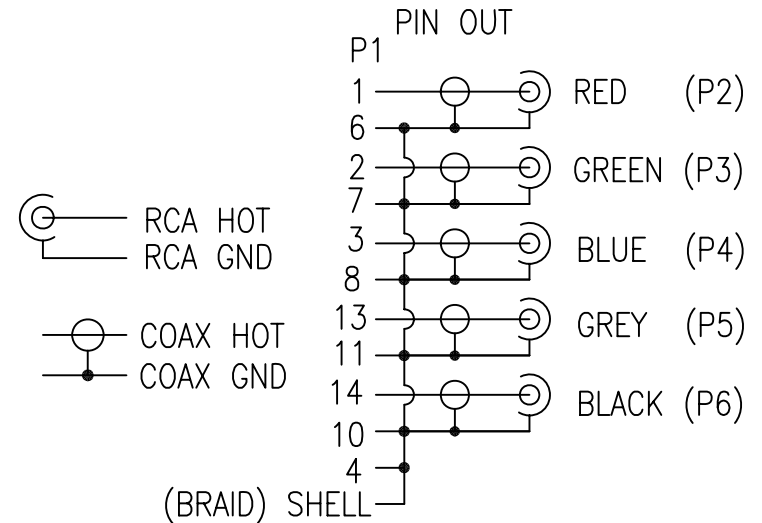 PIN OUT
P1
1 RED (P2)
6
2 GREEN (P3)
7
RCA HOT
RCA GND
3 BLUE (P4)
8
13 GREY (P5)
COAX HOT
11
COAX GND
14 BLACK (P6)
10
4
(BRAID) SHELL